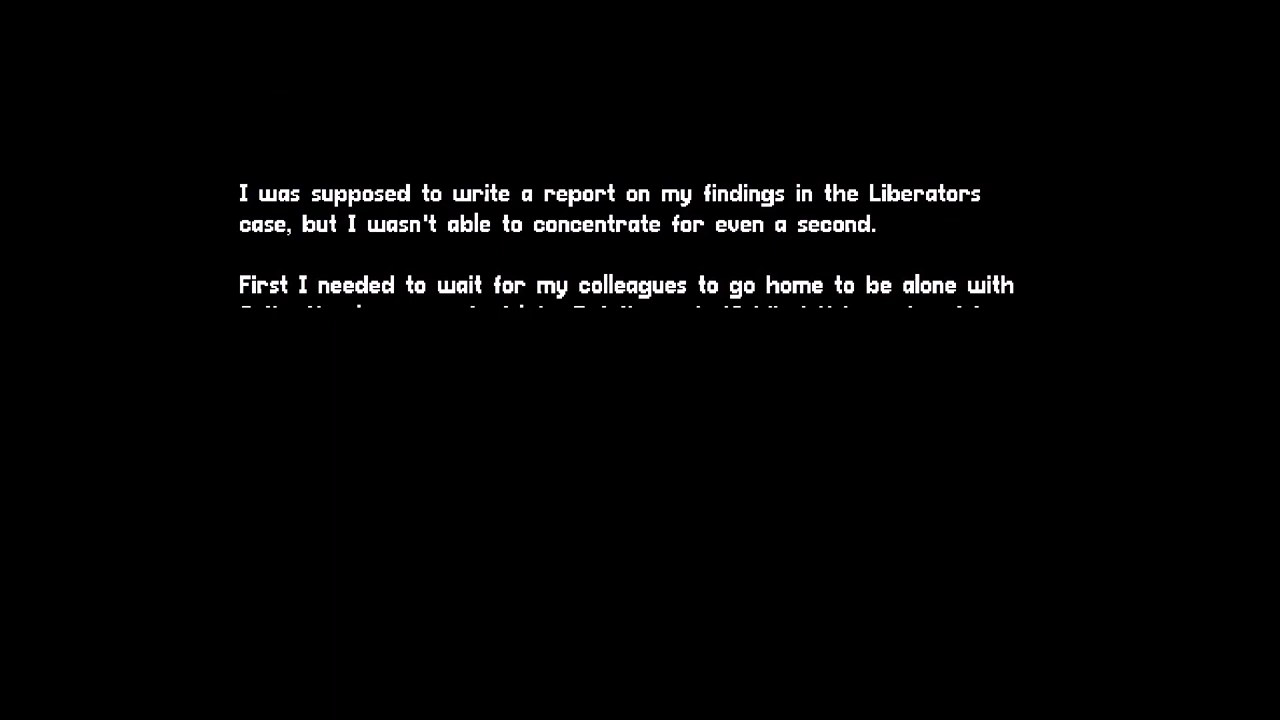 I was supposed to write a report on my findings in the Liberators
case, but I wasn't able to concentrate for even a second.
First I needed to wait for my colleagues to go home to be alone with